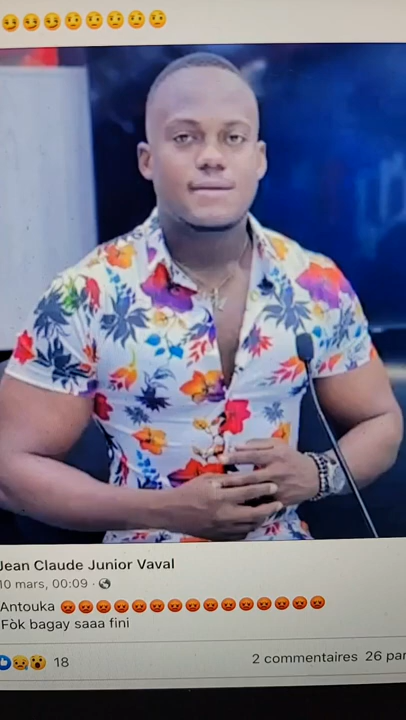 Jean Claude Junior Vaval
10 mars, 00:09
Antouka 😡😡😡😡😡😡😡😡😡😡😡😡😡😡😡
Fòk bagay saaa fini
18
2 commentaires 26 par